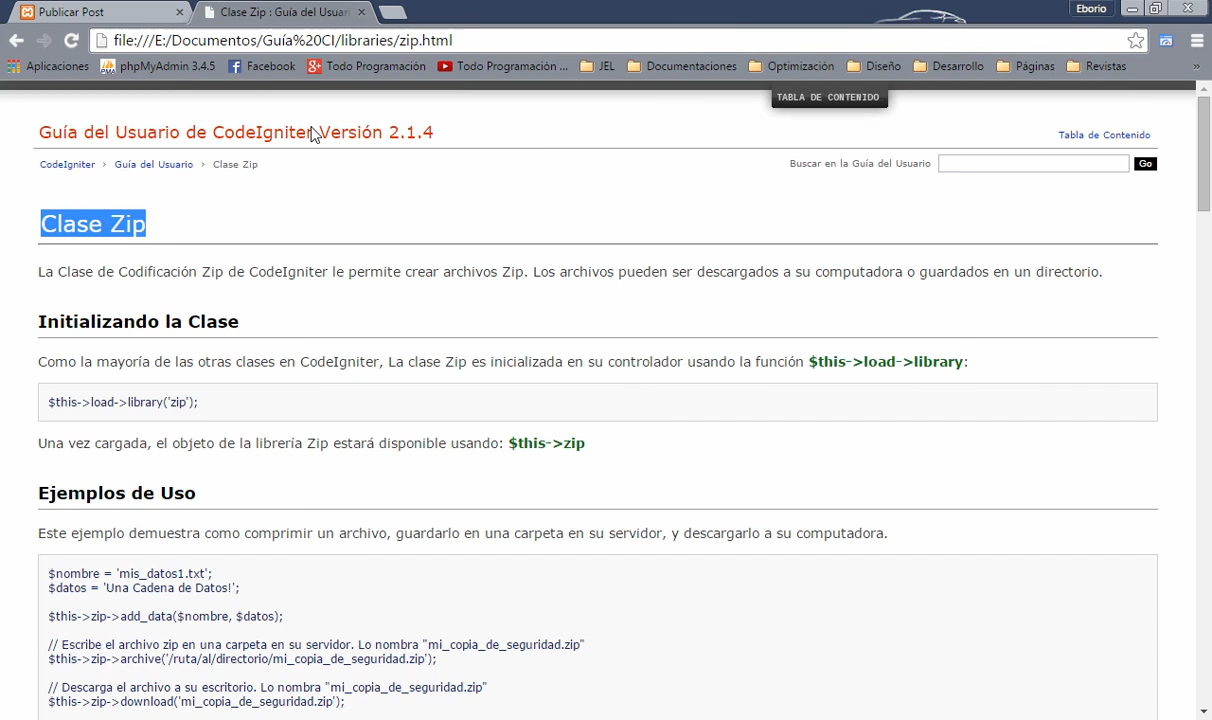 Publicar Post
Clase Zip : Guía del Usuari
Eborio
file:///E:/Documentos/Guía%20CI/libraries/zip.html
Aplicaciones phpMyAdmin 3.4.5 Facebook Todo Programación Todo Programación ... JEL Documentaciones Optimización Diseño Desarrollo Páginas Revistas »
TABLA DE CONTENIDO
Guía del Usuario de CodeIgniter Versión 2.1.4
Tabla de Contenido
CodeIgniter › Guía del Usuario › Clase Zip
Buscar en la Guía del Usuario Go
Clase Zip
La Clase de Codificación Zip de CodeIgniter le permite crear archivos Zip. Los archivos pueden ser descargados a su computadora o guardados en un directorio.
Initializando la Clase
Como la mayoría de las otras clases en CodeIgniter, La clase Zip es inicializada en su controlador usando la función $this->load->library:
$this->load->library('zip');
Una vez cargada, el objeto de la librería Zip estará disponible usando: $this->zip
Ejemplos de Uso
Este ejemplo demuestra como comprimir un archivo, guardarlo en una carpeta en su servidor, y descargarlo a su computadora.
$nombre = 'mis_datos1.txt';
$datos = 'Una Cadena de Datos!';
$this->zip->add_data($nombre, $datos);
// Escribe el archivo zip en una carpeta en su servidor. Lo nombra "mi_copia_de_seguridad.zip"
$this->zip->archive('/ruta/al/directorio/mi_copia_de_seguridad.zip');
// Descarga el archivo a su escritorio. Lo nombra "mi_copia_de_seguridad.zip"
$this->zip->download('mi_copia_de_seguridad.zip');